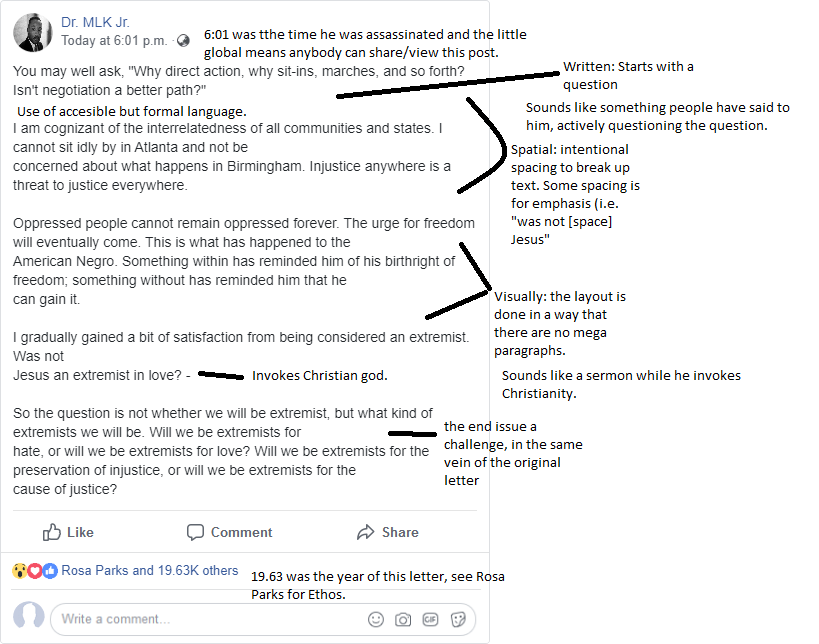 Dr. MLK Jr.
Today at 6:01 p.m. ·
6:01 was tthe time he was assassinated and the little
global means anybody can share/view this post.
You may well ask, "Why direct action, why sit-ins, marches, and so forth?
Isn't negotiation a better path?"
Written: Starts with a
question
Use of accesible but formal language.
Sounds like something people have said to
him, actively questioning the question.
I am cognizant of the interrelatedness of all communities and states. I
cannot sit idly by in Atlanta and not be
concerned about what happens in Birmingham. Injustice anywhere is a
threat to justice everywhere.
Spatial: intentional
spacing to break up
text. Some spacing is
for emphasis (i.e.
"was not [space]
Jesus"
Oppressed people cannot remain oppressed forever. The urge for freedom
will eventually come. This is what has happened to the
American Negro. Something within has reminded him of his birthright of
freedom; something without has reminded him that he
can gain it.
Visually: the layout is
done in a way that
there are no mega
paragraphs.
I gradually gained a bit of satisfaction from being considered an extremist.
Was not
Jesus an extremist in love? -
Invokes Christian god.
Sounds like a sermon while he invokes
Christianity.
So the question is not whether we will be extremist, but what kind of
extremists we will be. Will we be extremists for
hate, or will we be extremists for love? Will we be extremists for the
preservation of injustice, or will we be extremists for the
cause of justice?
the end issue a
challenge, in the same
vein of the original
letter
Like
Comment
Share
Rosa Parks and 19.63K others
19.63 was the year of this letter, see Rosa
Parks for Ethos.
Write a comment...
GIF